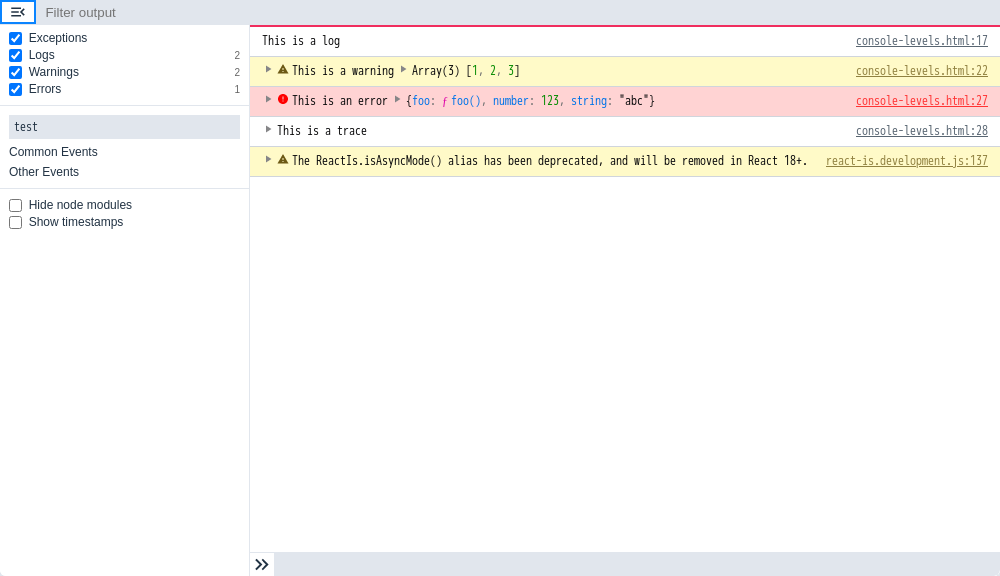 Filter output
Exceptions
Logs 2
Warnings 2
Errors 1
test
Common Events
Other Events
Hide node modules
Show timestamps
This is a log console-levels.html:17
This is a warning Array(3) [1, 2, 3] console-levels.html:22
This is an error {foo: ƒ foo(), number: 123, string: "abc"} console-levels.html:27
This is a trace console-levels.html:28
The ReactIs.isAsyncMode() alias has been deprecated, and will be removed in React 18+. react-is.development.js:137